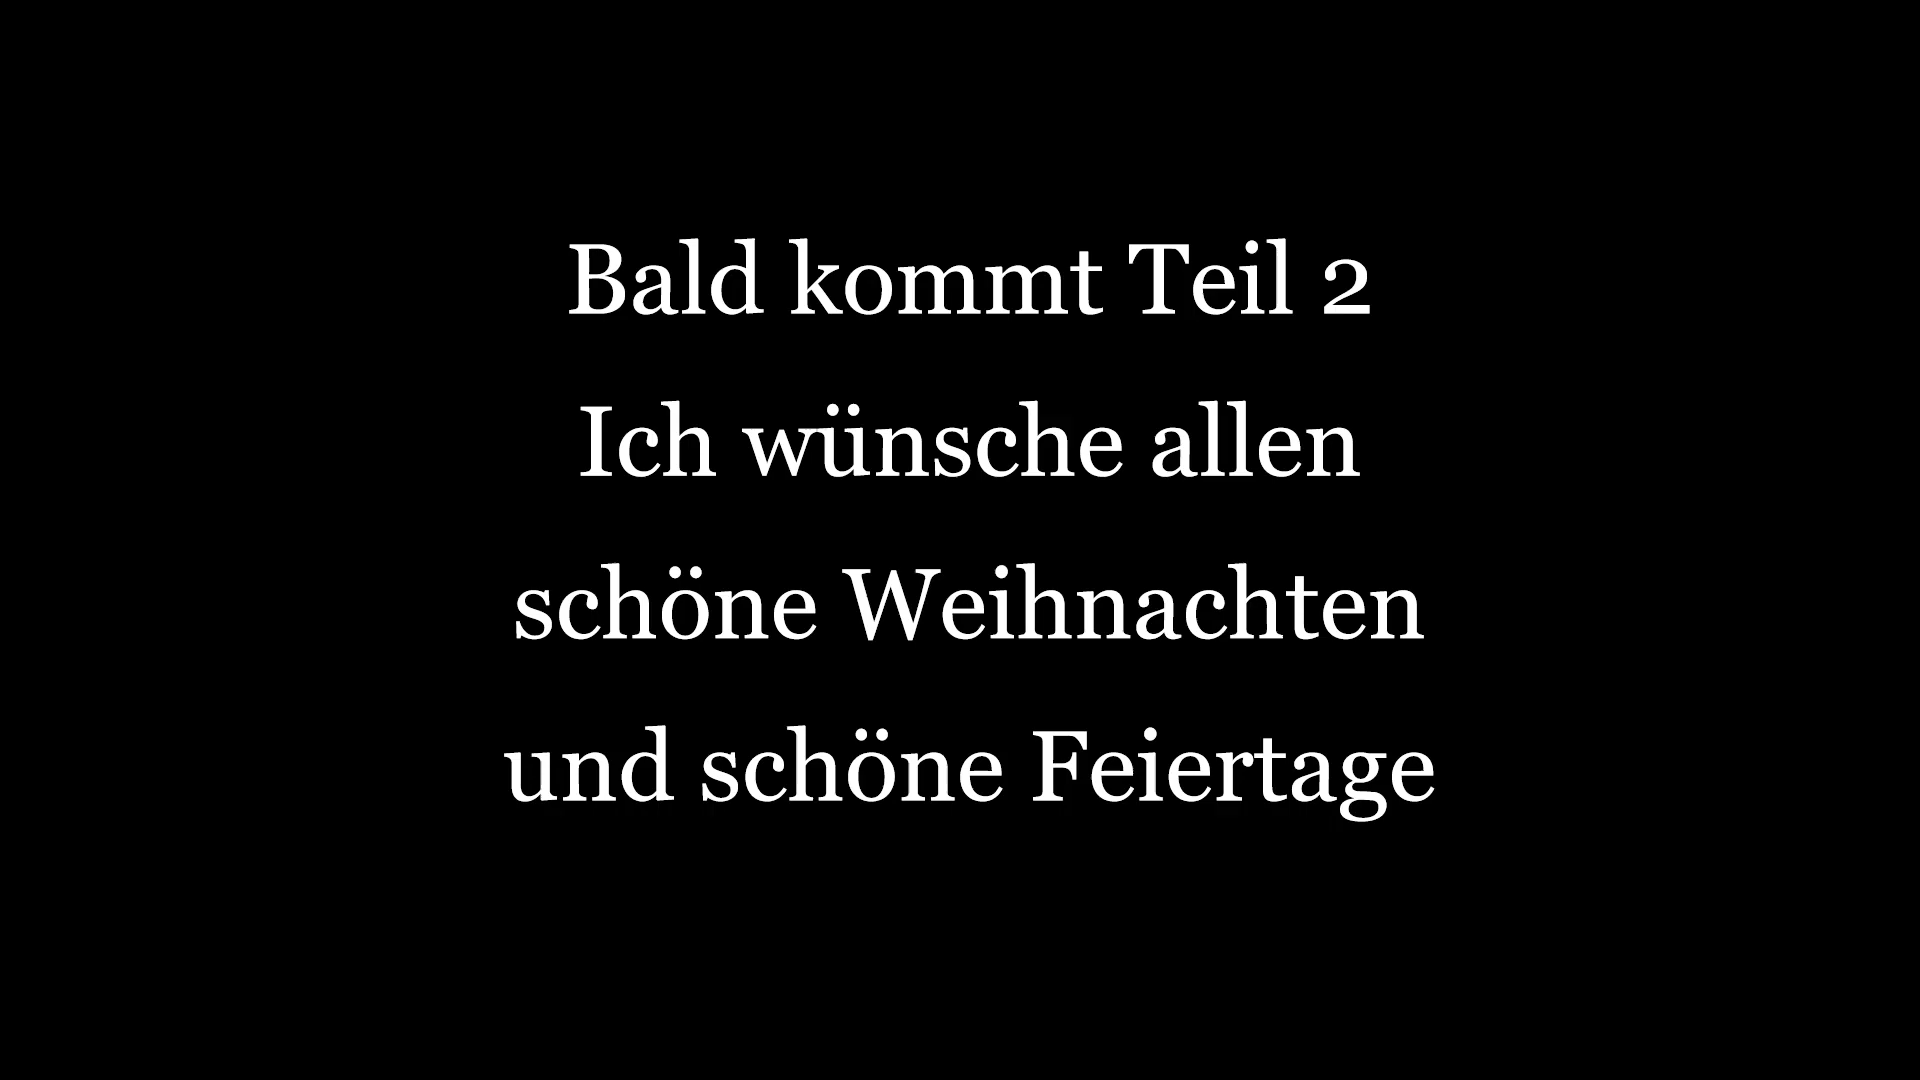 Bald kommt Teil 2
Ich wünsche allen
schöne Weihnachten
und schöne Feiertage